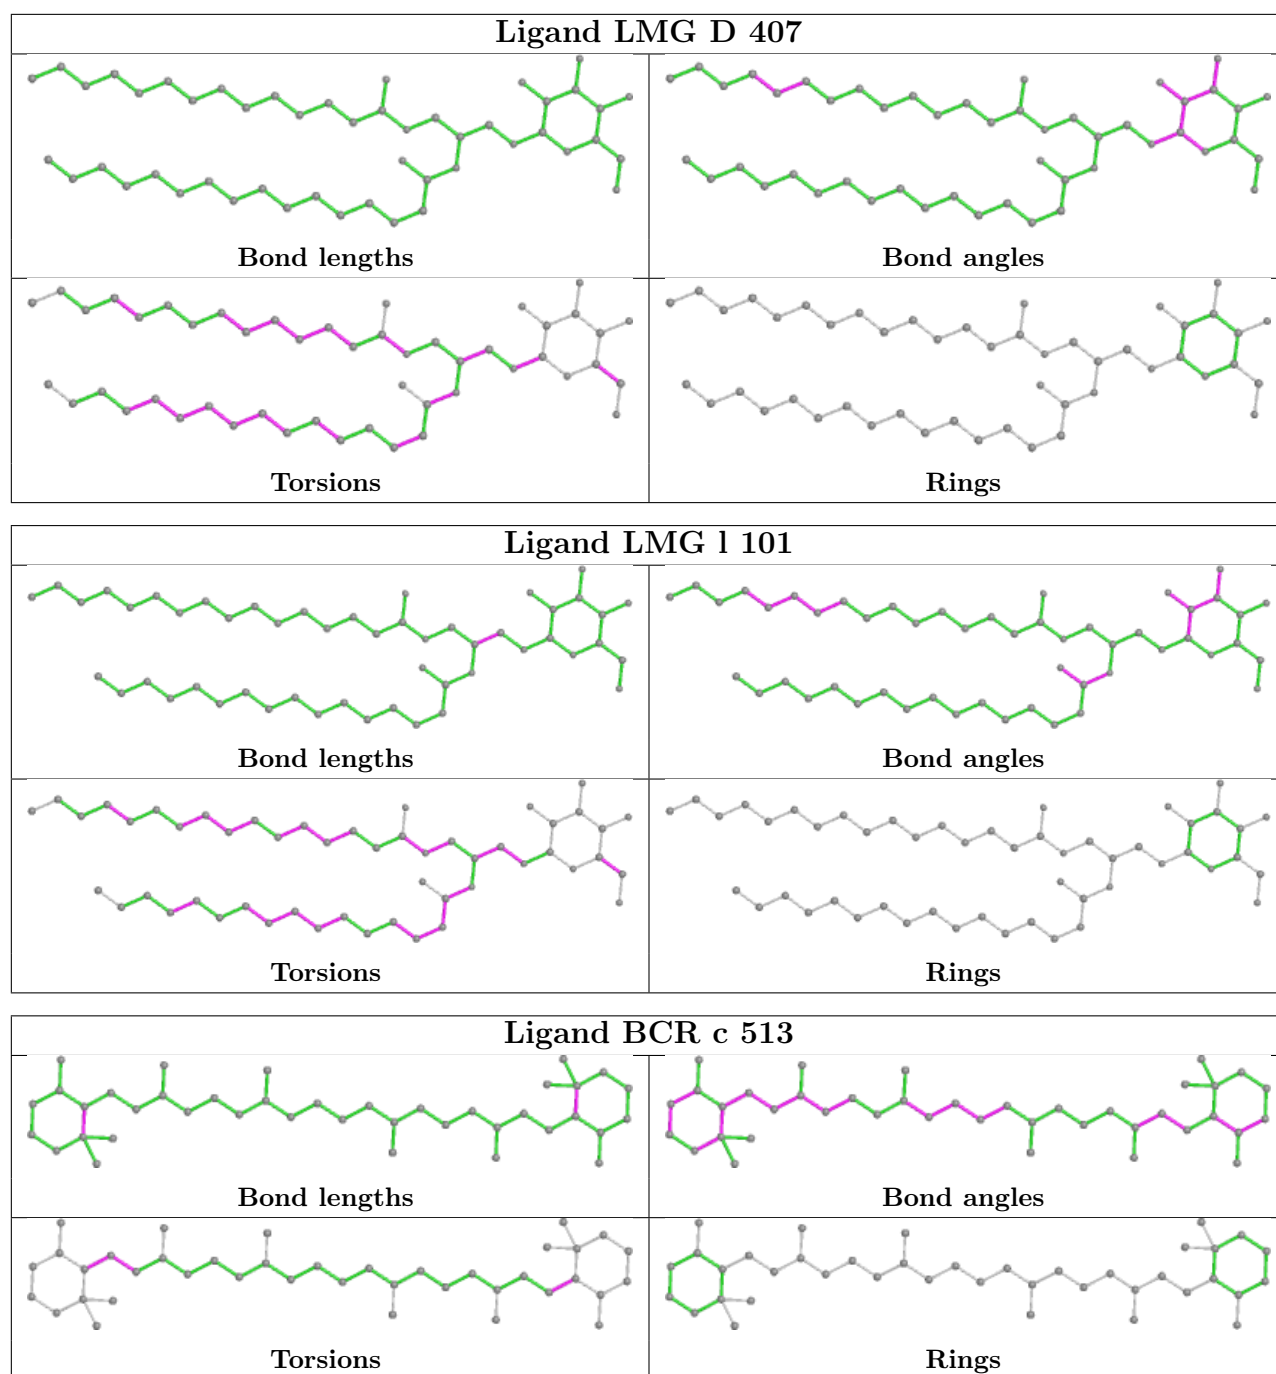 Ligand LMG D 407
Bond lengths
Bond angles
Torsions
Rings
Ligand LMG l 101
Bond lengths
Bond angles
Torsions
Rings
Ligand BCR c 513
Bond lengths
Bond angles
Torsions
Rings